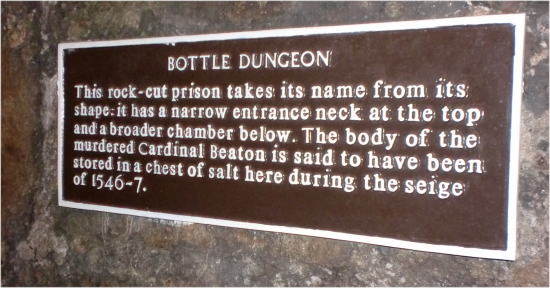 BOTTLE DUNGEON
This rock-cut prison takes its name from its
shape: it has a narrow entrance neck at the top
and a broader chamber below. The body of the
murdered Cardinal Beaton is said to have been
stored in a chest of salt here during the seige
of 1546-7.